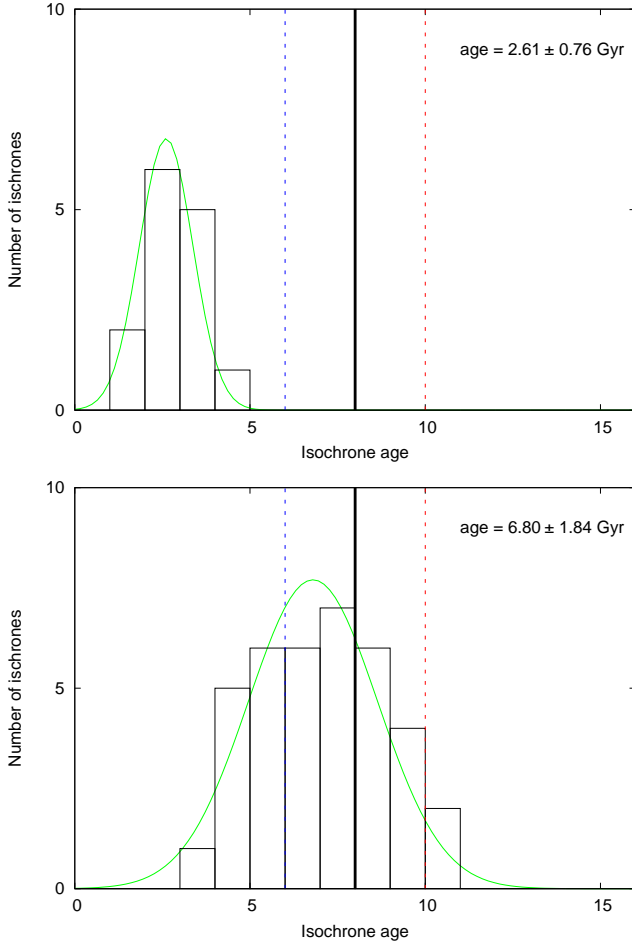 10
age = 2.61 ± 0.76 Gyr
Number of ischrones
5
0
0 5 10 15
Isochrone age
10
age = 6.80 ± 1.84 Gyr
Number of ischrones
5
0
0 5 10 15
Isochrone age